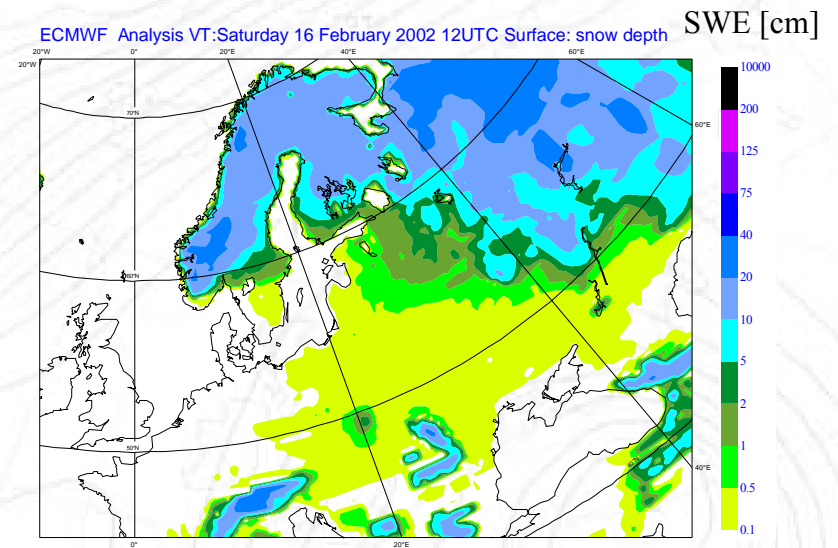 SWE [cm]
ECMWF Analysis VT:Saturday 16 February 2002 12UTC Surface: snow depth
20°W 0° 20°E 40°E 60°E
20°W
10000
200
125
75
40
20
10
5
2
1
0.5
0.1
70°N
60°E
60°N
50°N
40°N
40°E
0° 20°E